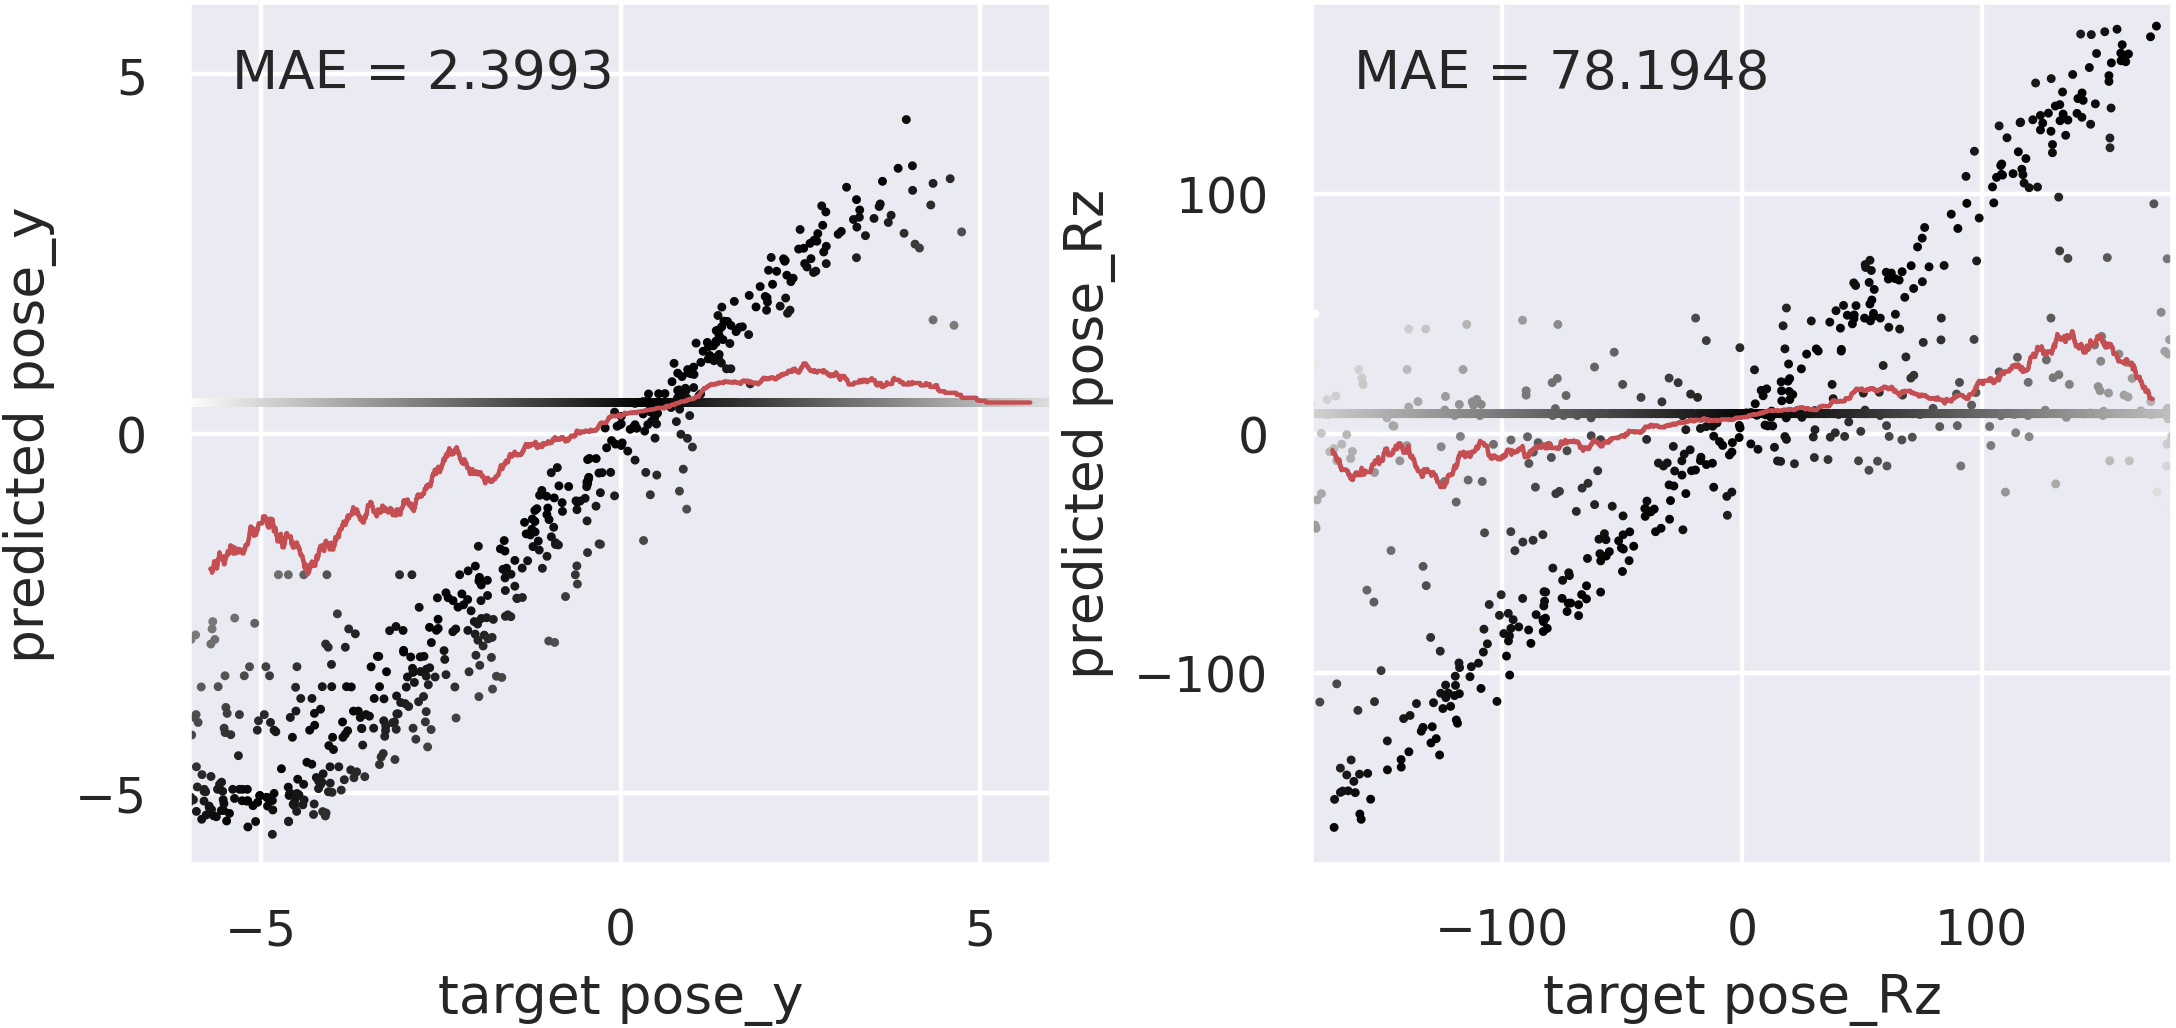 MAE = 2.3993
5
0
−5
predicted pose_y
−5 0 5
target pose_y
MAE = 78.1948
100
0
−100
predicted pose_Rz
−100 0 100
target pose_Rz